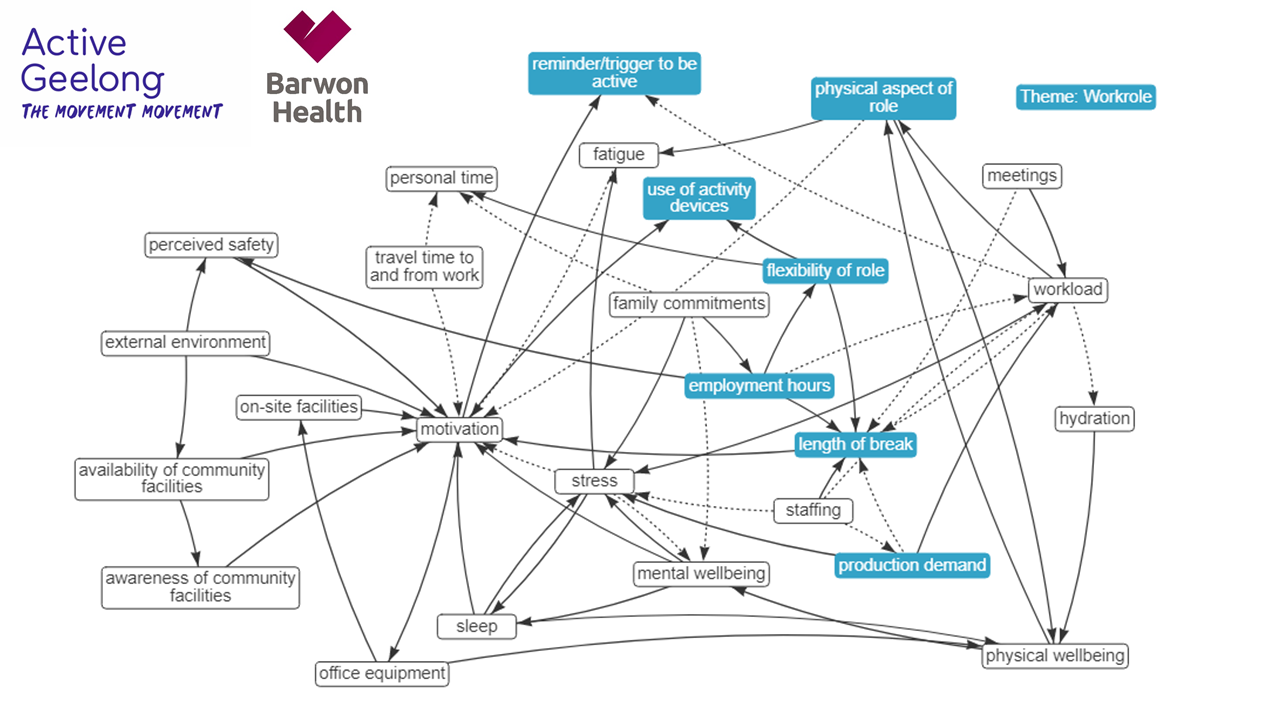 Active
Geelong
THE MOVEMENT MOVEMENT
Barwon
Health
reminder/trigger to be
active
physical aspect of
role
Theme: Workrole
fatigue
personal time
meetings
use of activity
devices
perceived safety
travel time to
and from work
flexibility of role
workload
family commitments
external environment
employment hours
on-site facilities
hydration
motivation
length of break
availability of community
facilities
stress
staffing
production demand
mental wellbeing
awareness of community
facilities
sleep
physical wellbeing
office equipment